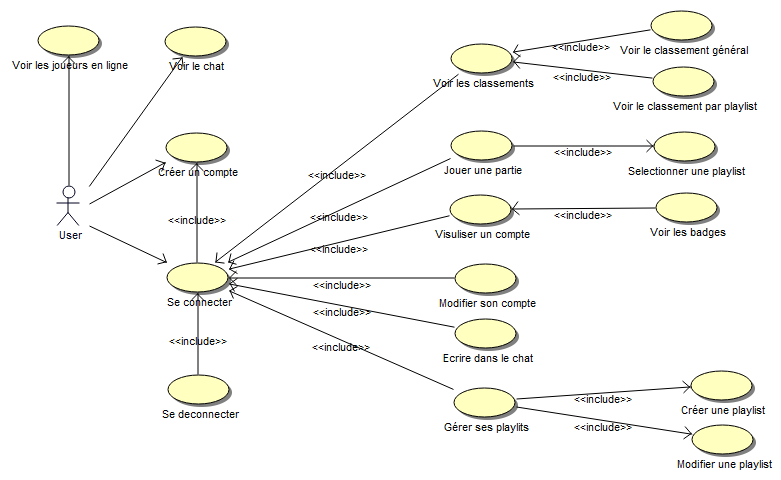 Voir les joueurs en ligne
Voir le chat
Voir les classements
<<include>>
Voir le classement général
<<include>>
Voir le classement par playlist
Créer un compte
<<include>>
Jouer une partie
<<include>>
Selectionner une playlist
User
<<include>>
<<include>>
Visuliser un compte
<<include>>
Voir les badges
<<include>>
Se connecter
<<include>>
Modifier son compte
<<include>>
Ecrire dans le chat
<<include>>
<<include>>
Se deconnecter
Gérer ses playlits
<<include>>
Créer une playlist
<<include>>
Modifier une playlist